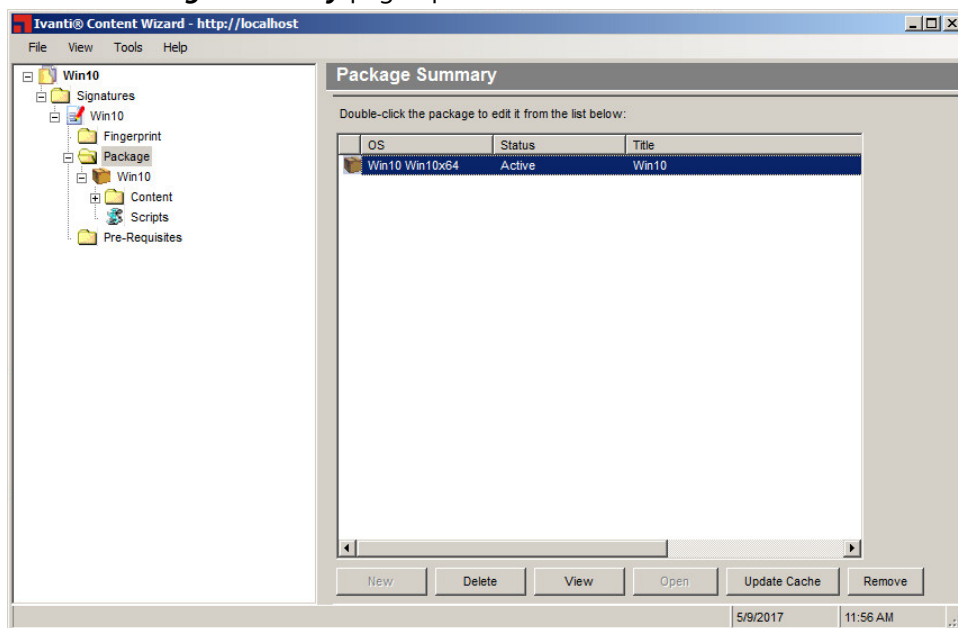 Ivanti® Content Wizard - http://localhost
File View Tools Help
Win10
Signatures
Win10
Fingerprint
Package
Win10
Content
Scripts
Pre-Requisites
Package Summary
Double-click the package to edit it from the list below:
OS Status Title
Win10 Win10x64 Active Win10
New Delete View Open Update Cache Remove
5/9/2017 11:56 AM